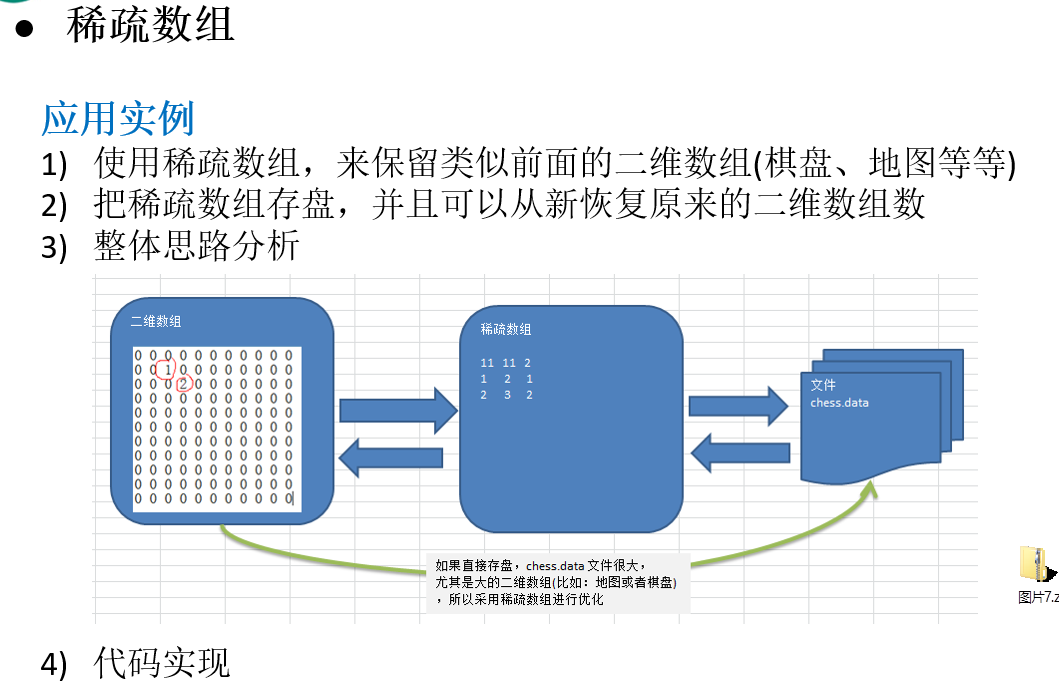 ● 稀疏数组
应用实例
1) 使用稀疏数组，来保留类似前面的二维数组(棋盘、地图等等)
2) 把稀疏数组存盘，并且可以从新恢复原来的二维数组数
3) 整体思路分析
二维数组
0 0 0 0 0 0 0 0 0 0 0
0 0 1 0 0 0 0 0 0 0 0
0 0 0 2 0 0 0 0 0 0 0
0 0 0 0 0 0 0 0 0 0 0
0 0 0 0 0 0 0 0 0 0 0
0 0 0 0 0 0 0 0 0 0 0
0 0 0 0 0 0 0 0 0 0 0
0 0 0 0 0 0 0 0 0 0 0
0 0 0 0 0 0 0 0 0 0 0
0 0 0 0 0 0 0 0 0 0 0
0 0 0 0 0 0 0 0 0 0 0
稀疏数组
11 11 2
1 2 1
2 3 2
文件
chess.data
如果直接存盘，chess.data 文件很大，
尤其是大的二维数组(比如：地图或者棋盘)
，所以采用稀疏数组进行优化
图片7.z
4) 代码实现